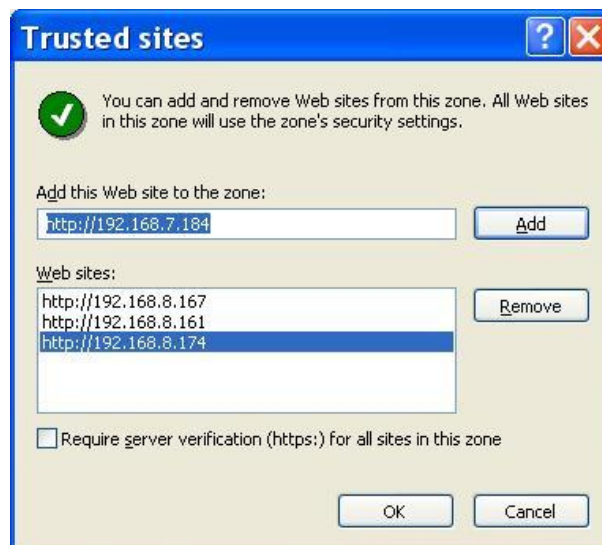 Trusted sites
You can add and remove Web sites from this zone. All Web sites
in this zone will use the zone's security settings.
Add this Web site to the zone:
http://192.168.7.184
Add
Web sites:
http://192.168.8.167
http://192.168.8.161
http://192.168.8.174
Remove
Require server verification (https:) for all sites in this zone
OK
Cancel